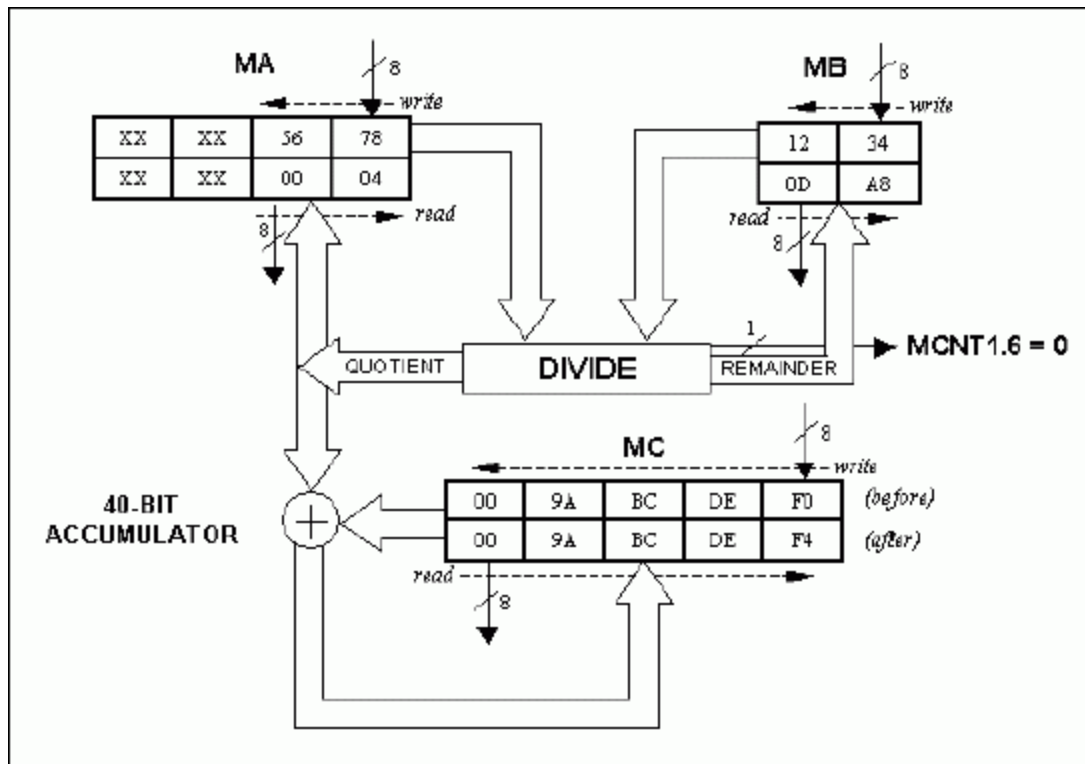 MA
8
write
XX XX 56 78
XX XX 00 04
8
read
MB
8
write
12 34
0D A8
read
8
QUOTIENT
DIVIDE
1
REMAINDER
MCNT1.6 = 0
MC
8
write
00 9A BC DE F0 (before)
00 9A BC DE F4 (after)
read
8
40-BIT
ACCUMULATOR
+